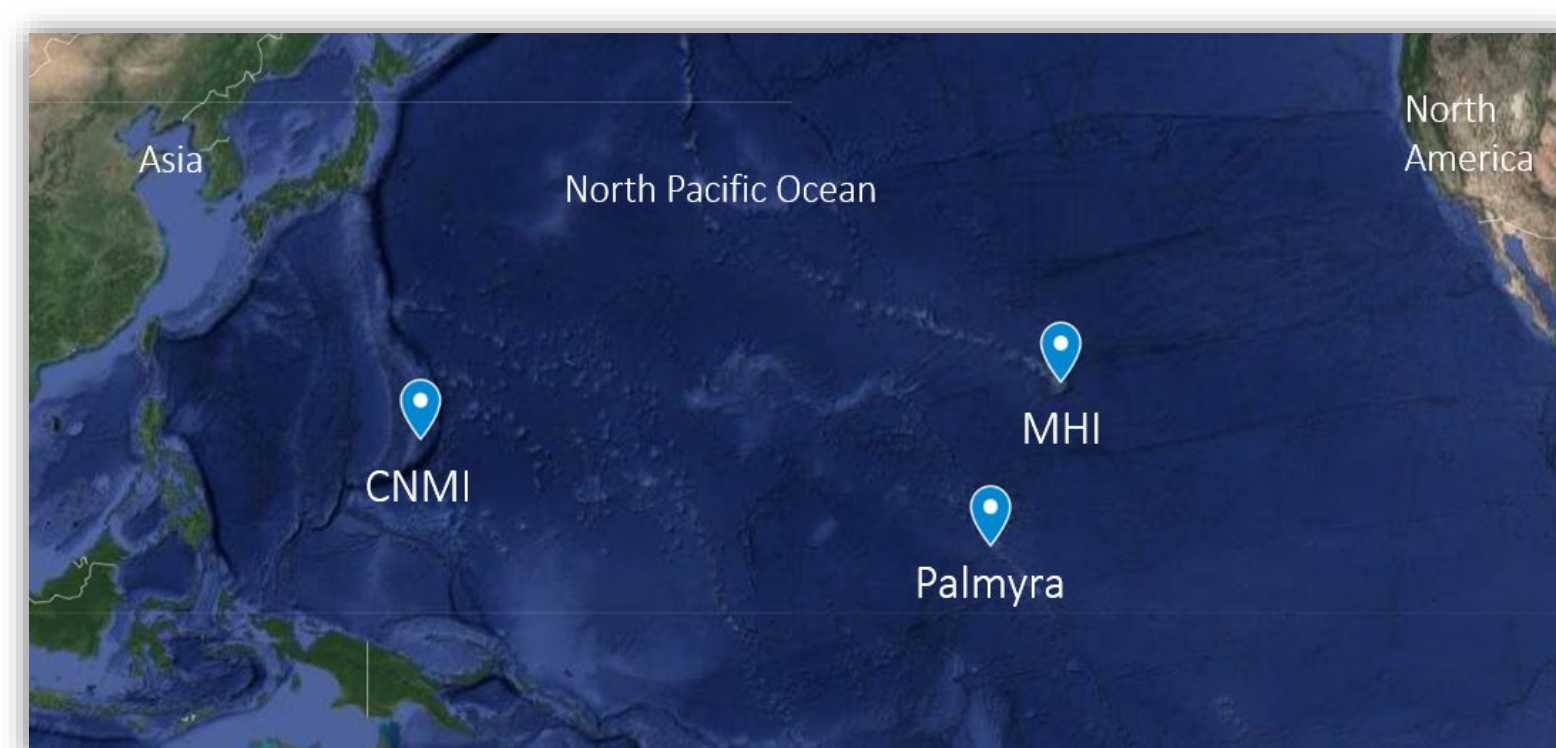 North
America
Asia
North Pacific Ocean
MHI
CNMI
Palmyra